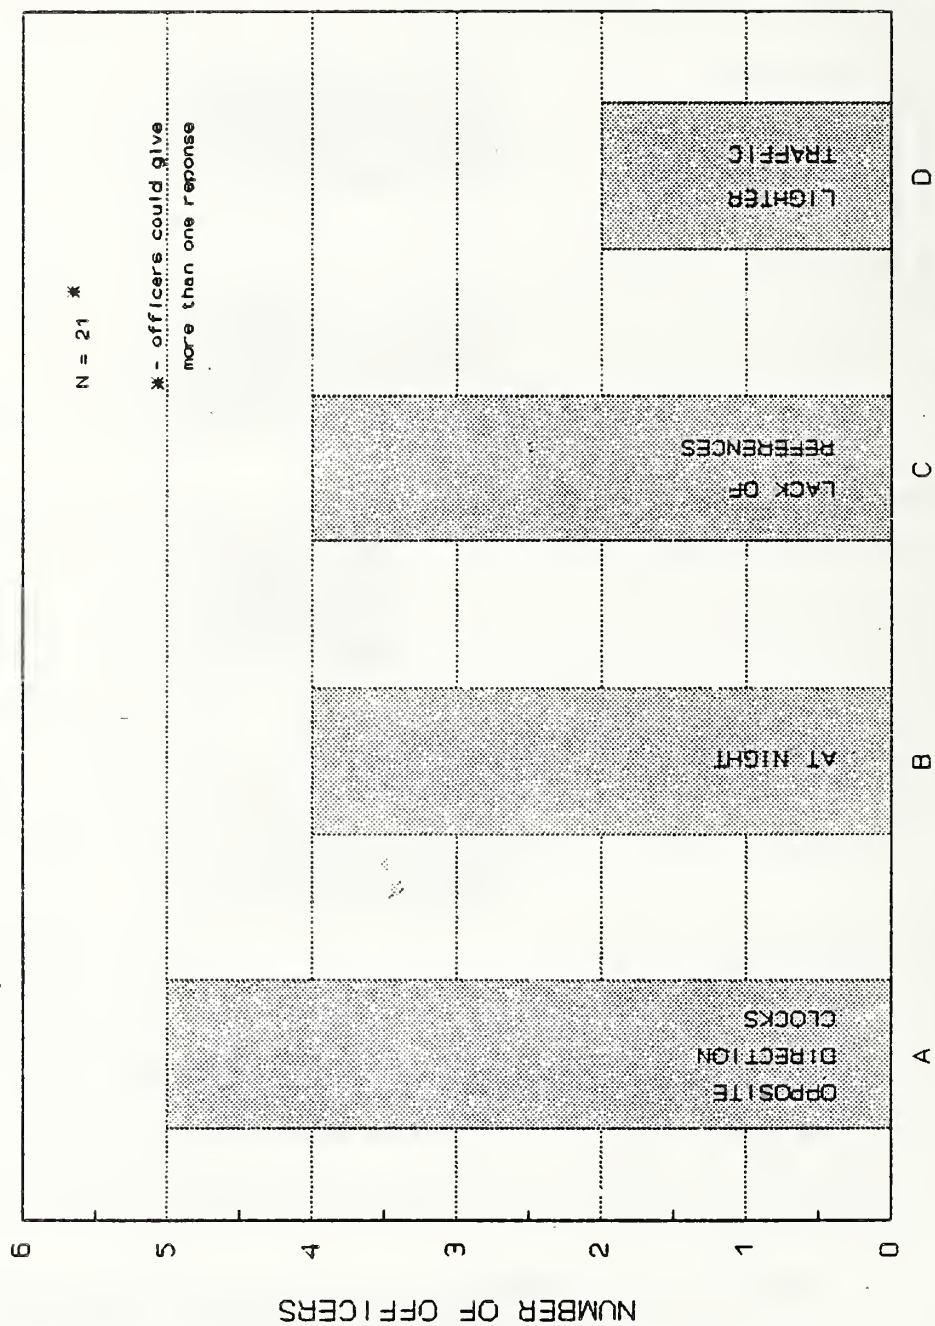 N = 21 *
* - officers could give
more than one reponse
NUMBER OF OFFICERS
6
5
4
3
2
1
0
OPPOSITE
DIRECTION
CLOCKS
AT NIGHT
LACK OF
REFERENCES
LIGHTER
TRAFFIC
A
B
C
D